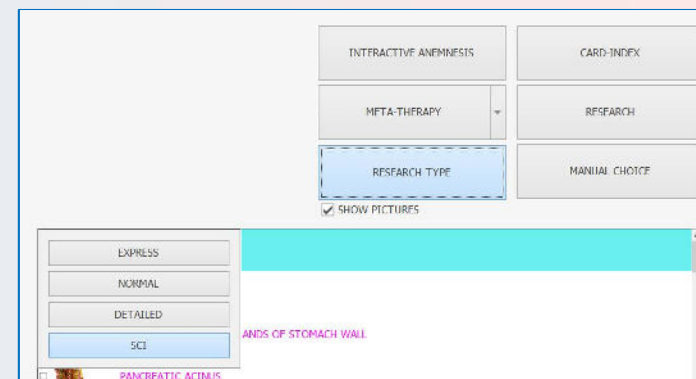 INTERACTIVE ANEMNESIS
CARD-INDEX
META-THERAPY
RESEARCH
RESEARCH TYPE
MANUAL CHOICE
SHOW PICTURES
EXPRESS
NORMAL
DETAILED
SCI
ANDS OF STOMACH WALL
PANCREATIC ACINUS